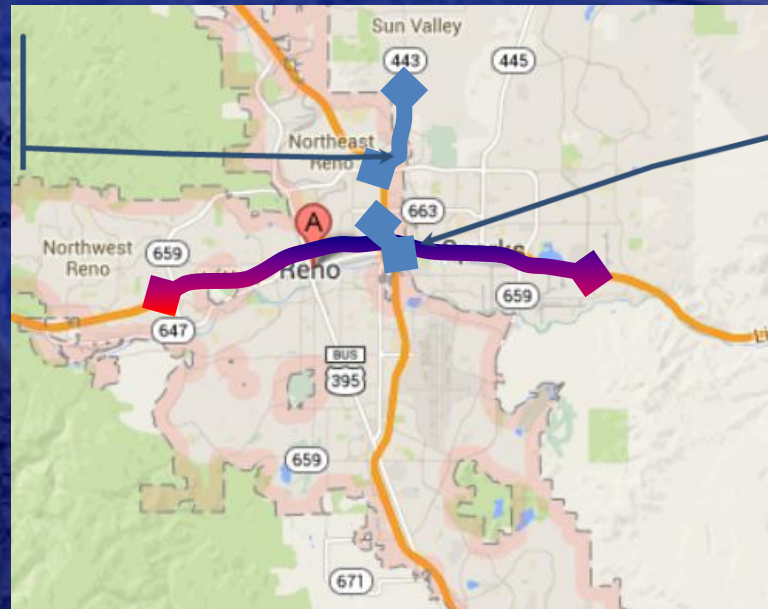 Sun Valley
443
445
Northeast
Reno
663
A
Northwest
Reno
659
Sparks
Reno
659
647
BUS
395
659
671